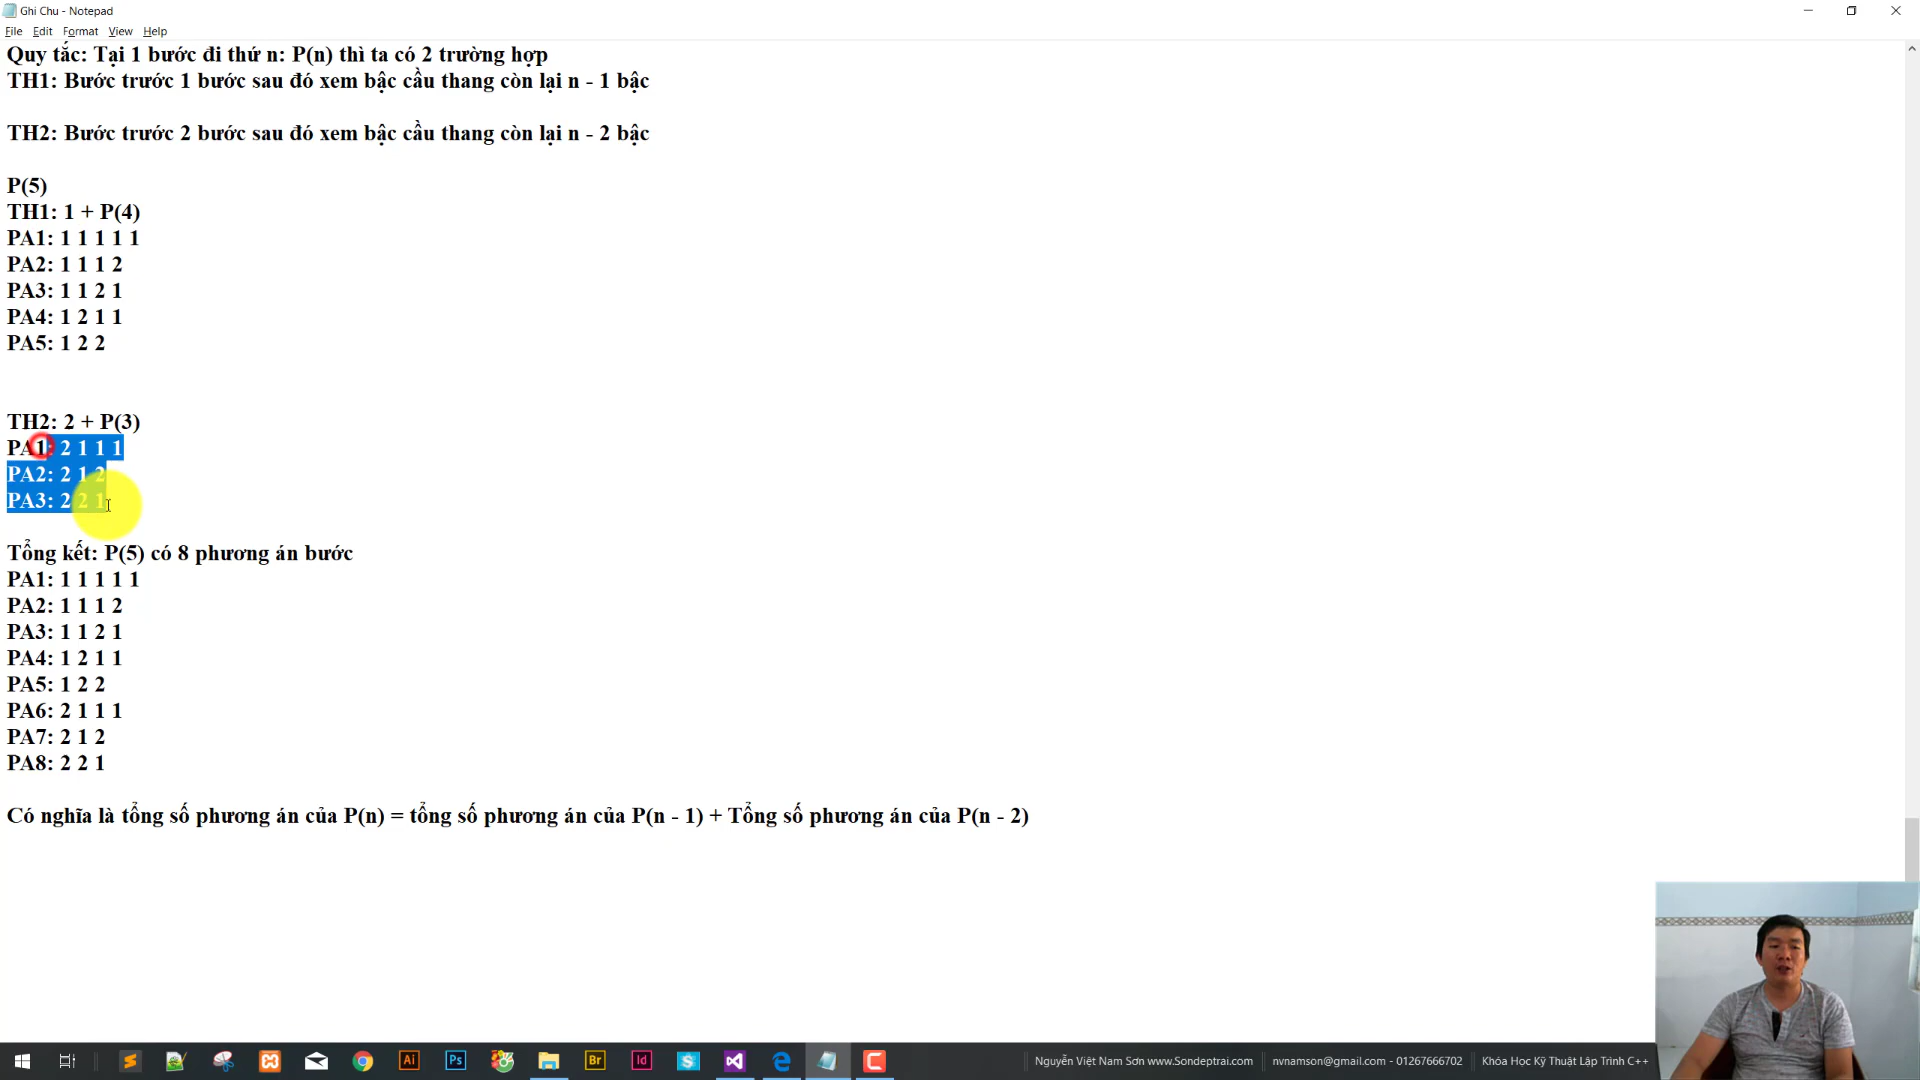 Ghi Chu - Notepad
File Edit Format View Help
Quy tắc: Tại 1 bước đi thứ n: P(n) thì ta có 2 trường hợp
TH1: Bước trước 1 bước sau đó xem bậc cầu thang còn lại n - 1 bậc
TH2: Bước trước 2 bước sau đó xem bậc cầu thang còn lại n - 2 bậc
P(5)
TH1: 1 + P(4)
PA1: 1 1 1 1 1
PA2: 1 1 1 2
PA3: 1 1 2 1
PA4: 1 2 1 1
PA5: 1 2 2
TH2: 2 + P(3)
PA1: 2 1 1 1
PA2: 2 1 2
PA3: 2 2 1
Tổng kết: P(5) có 8 phương án bước
PA1: 1 1 1 1 1
PA2: 1 1 1 2
PA3: 1 1 2 1
PA4: 1 2 1 1
PA5: 1 2 2
PA6: 2 1 1 1
PA7: 2 1 2
PA8: 2 2 1
Có nghĩa là tổng số phương án của P(n) = tổng số phương án của P(n - 1) + Tổng số phương án của P(n - 2)
Ai Ps Br Id S C Nguyễn Việt Nam Sơn www.Sondeptrai.com nvnamson@gmail.com - 01267666702 Khóa Học Kỹ Thuật Lập Trình C++